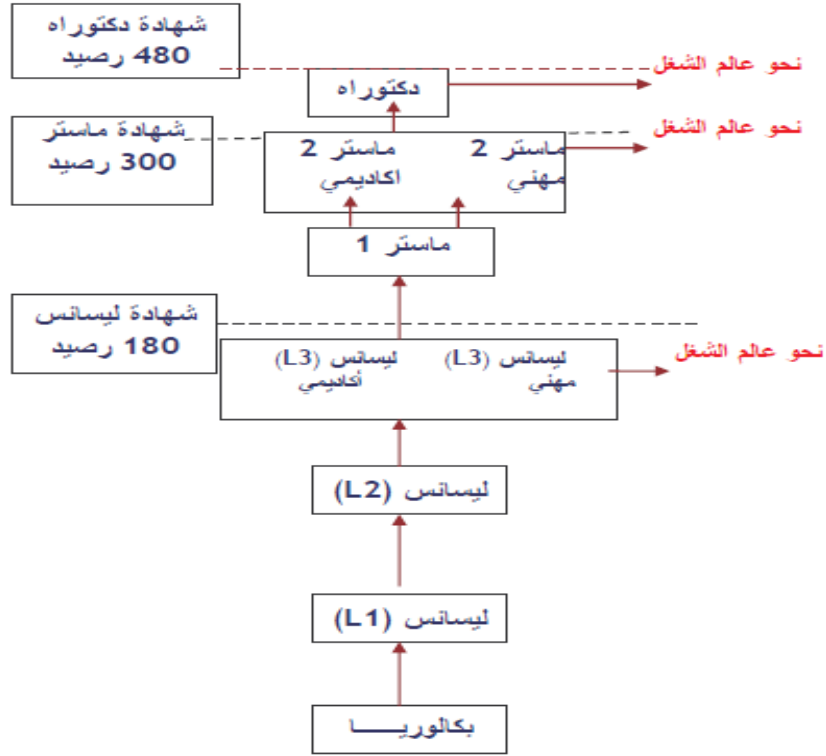 شهادة دكتوراه
480 رصيد
نحو عالم الشغل
دكتوراه
شهادة ماستر
300 رصيد
نحو عالم الشغل
ماستر 2
مهني
ماستر 2
اكاديمي
ماستر 1
شهادة ليسانس
180 رصيد
نحو عالم الشغل
ليسانس (L3)
مهني
ليسانس (L3)
أكاديمي
ليسانس (L2)
ليسانس (L1)
بكالوريـــــا